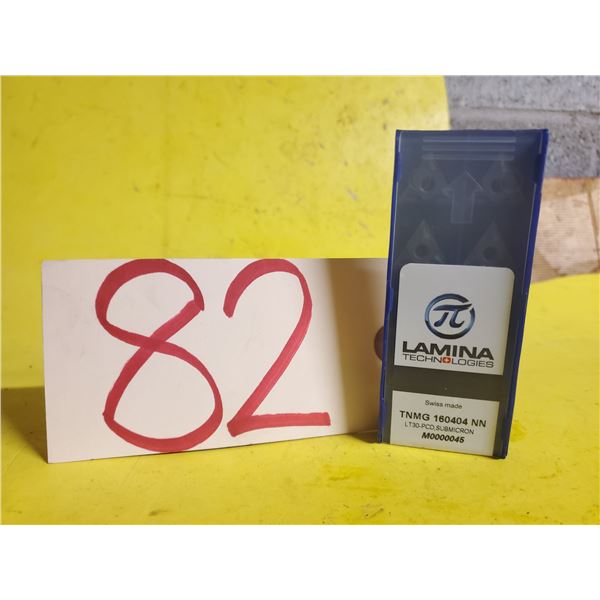 82
π
LAMINA
TECHNOLOGIES
Swiss made
TNMG 160404 NN
LT30-PCD,SUBMICRON
M0000045